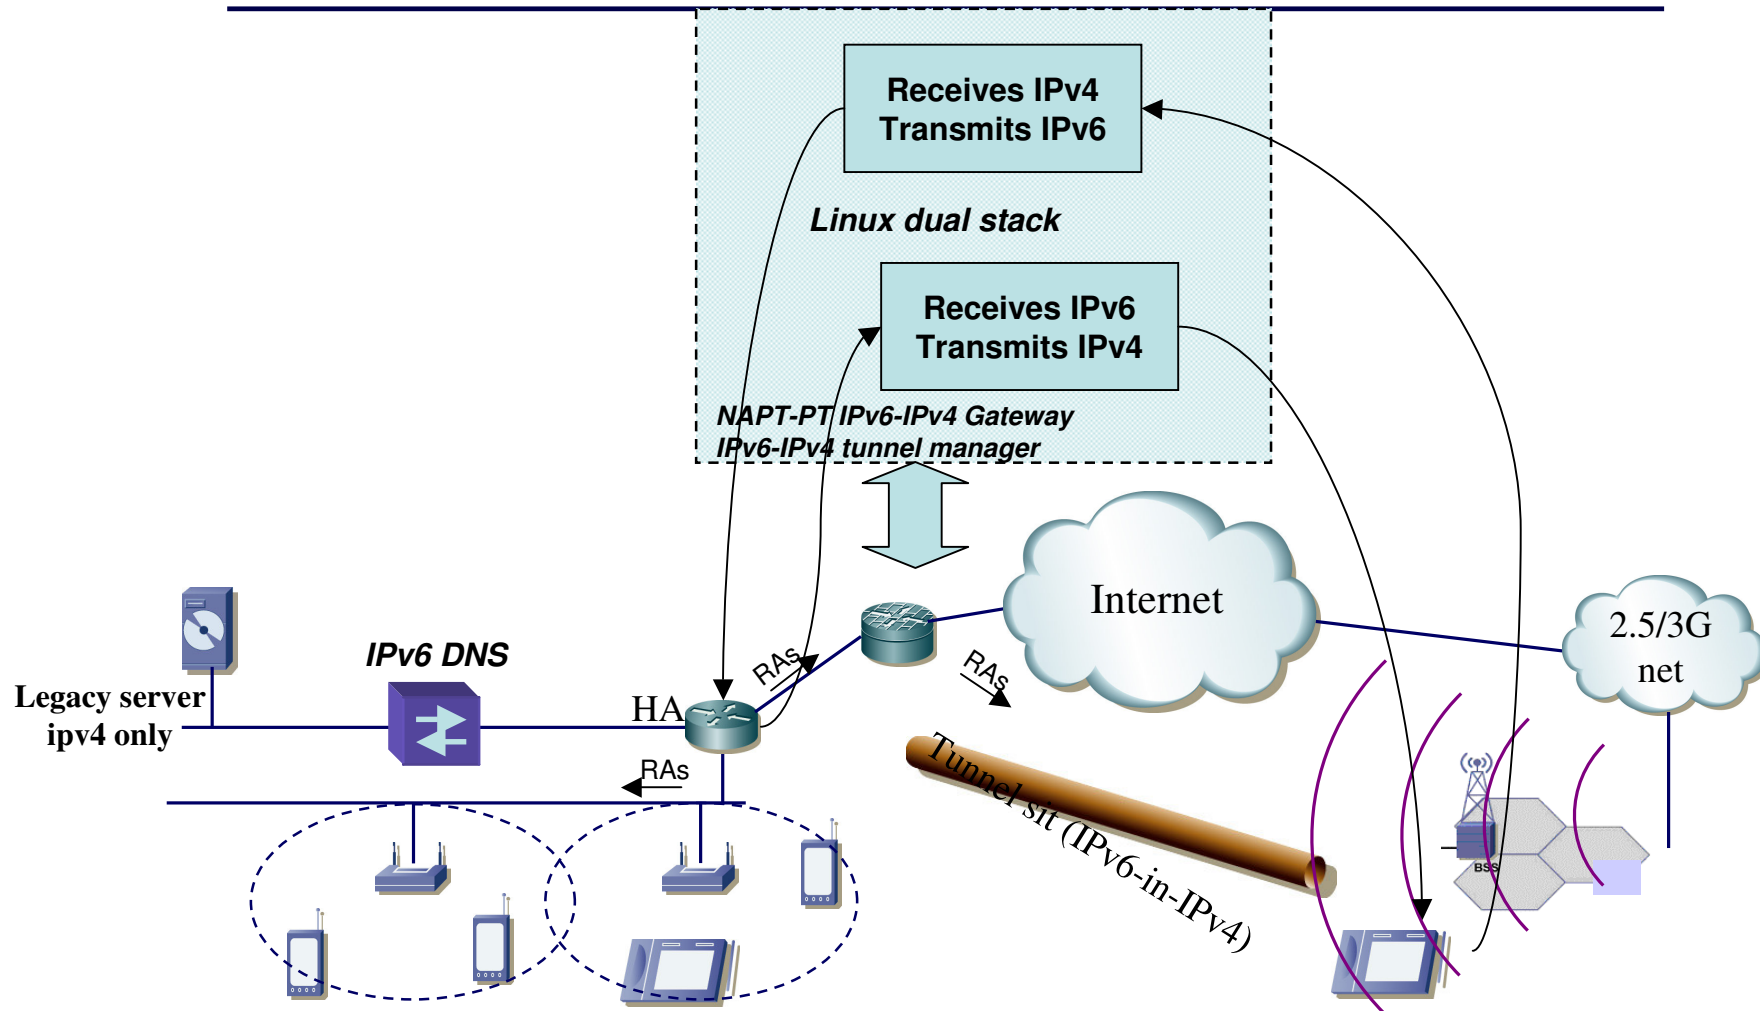 Receives IPv4
Transmits IPv6
Linux dual stack
Receives IPv6
Transmits IPv4
NAPT-PT IPv6-IPv4 Gateway
IPv6-IPv4 tunnel manager
Internet
2.5/3G
net
IPv6 DNS
Legacy server
ipv4 only
HA
RAs
RAs
RAs
Tunnel sit (IPv6-in-IPv4)
BSS